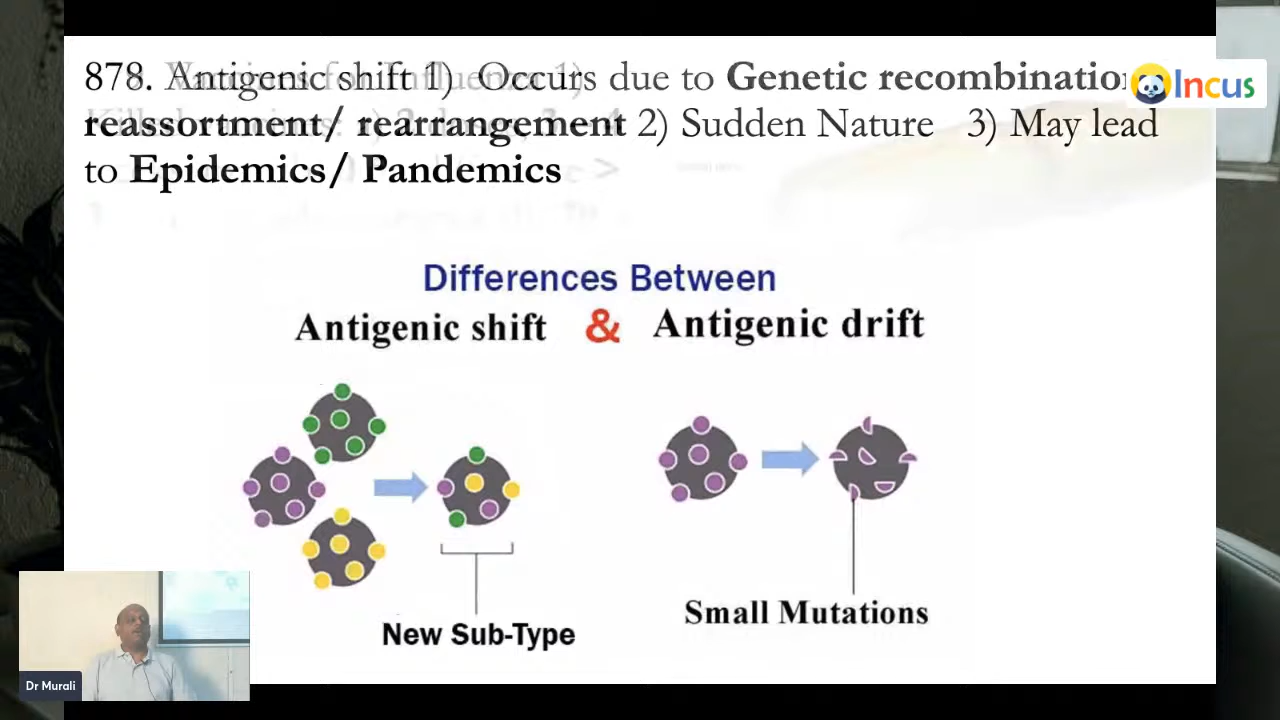 878. Antigenic shift 1) Occurs due to Genetic recombination
reassortment/ rearrangement 2) Sudden Nature 3) May lead
to Epidemics/ Pandemics
Incus
Differences Between
Antigenic shift & Antigenic drift
New Sub-Type
Small Mutations
Dr Murali